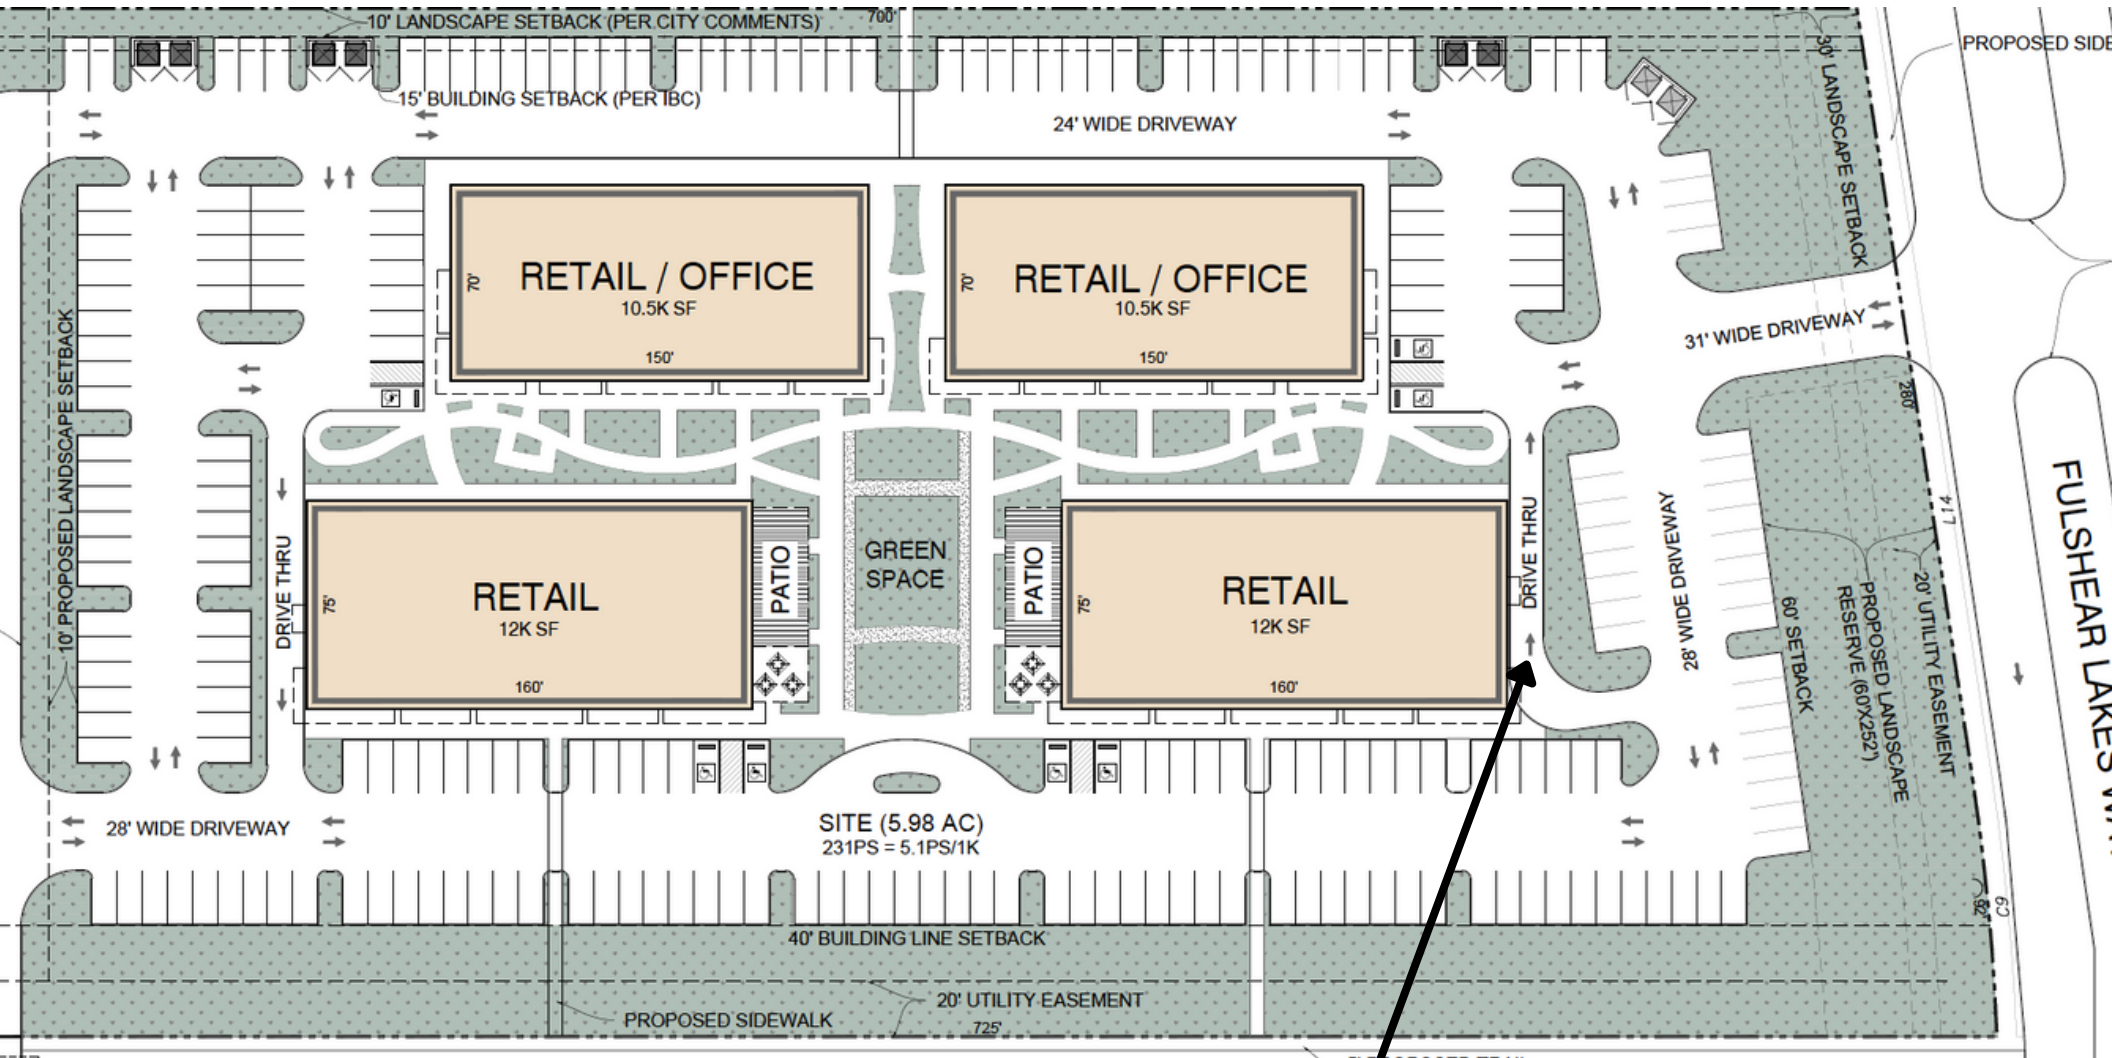 10' LANDSCAPE SETBACK (PER CITY COMMENTS)
700'
PROPOSED SIDE
30' LANDSCAPE SETBACK
15' BUILDING SETBACK (PER IBC)
24' WIDE DRIVEWAY
RETAIL / OFFICE
10.5K SF
70'
150'
RETAIL / OFFICE
10.5K SF
70'
150'
31' WIDE DRIVEWAY
280'
10' PROPOSED LANDSCAPE SETBACK
DRIVE THRU
RETAIL
12K SF
75'
160'
PATIO
GREEN
SPACE
PATIO
RETAIL
12K SF
75'
160'
DRIVE THRU
28' WIDE DRIVEWAY
60' SETBACK
PROPOSED LANDSCAPE
RESERVE (60'X252')
20' UTILITY EASEMENT
417
FULSHEAR LAKES WA
28' WIDE DRIVEWAY
SITE (5.98 AC)
231PS = 5.1PS/1K
60
40' BUILDING LINE SETBACK
20' UTILITY EASEMENT
PROPOSED SIDEWALK
725'